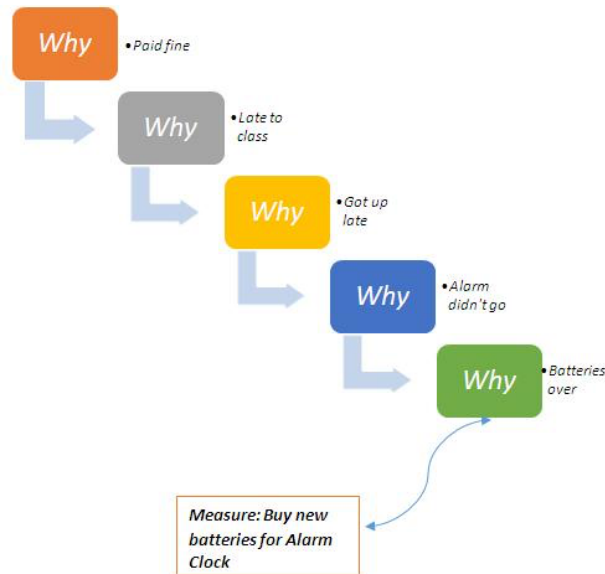 Why
•Paid fine
Why
•Late to
class
Why
•Got up
late
Why
•Alarm
didn't go
Why
•Batteries
over
Measure: Buy new
batteries for Alarm
Clock